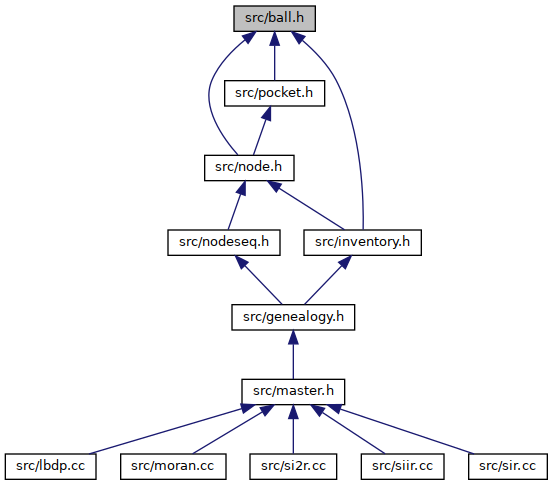 src/ball.h
src/pocket.h
src/node.h
src/nodeseq.h
src/inventory.h
src/genealogy.h
src/master.h
src/lbdp.cc
src/moran.cc
src/si2r.cc
src/siir.cc
src/sir.cc